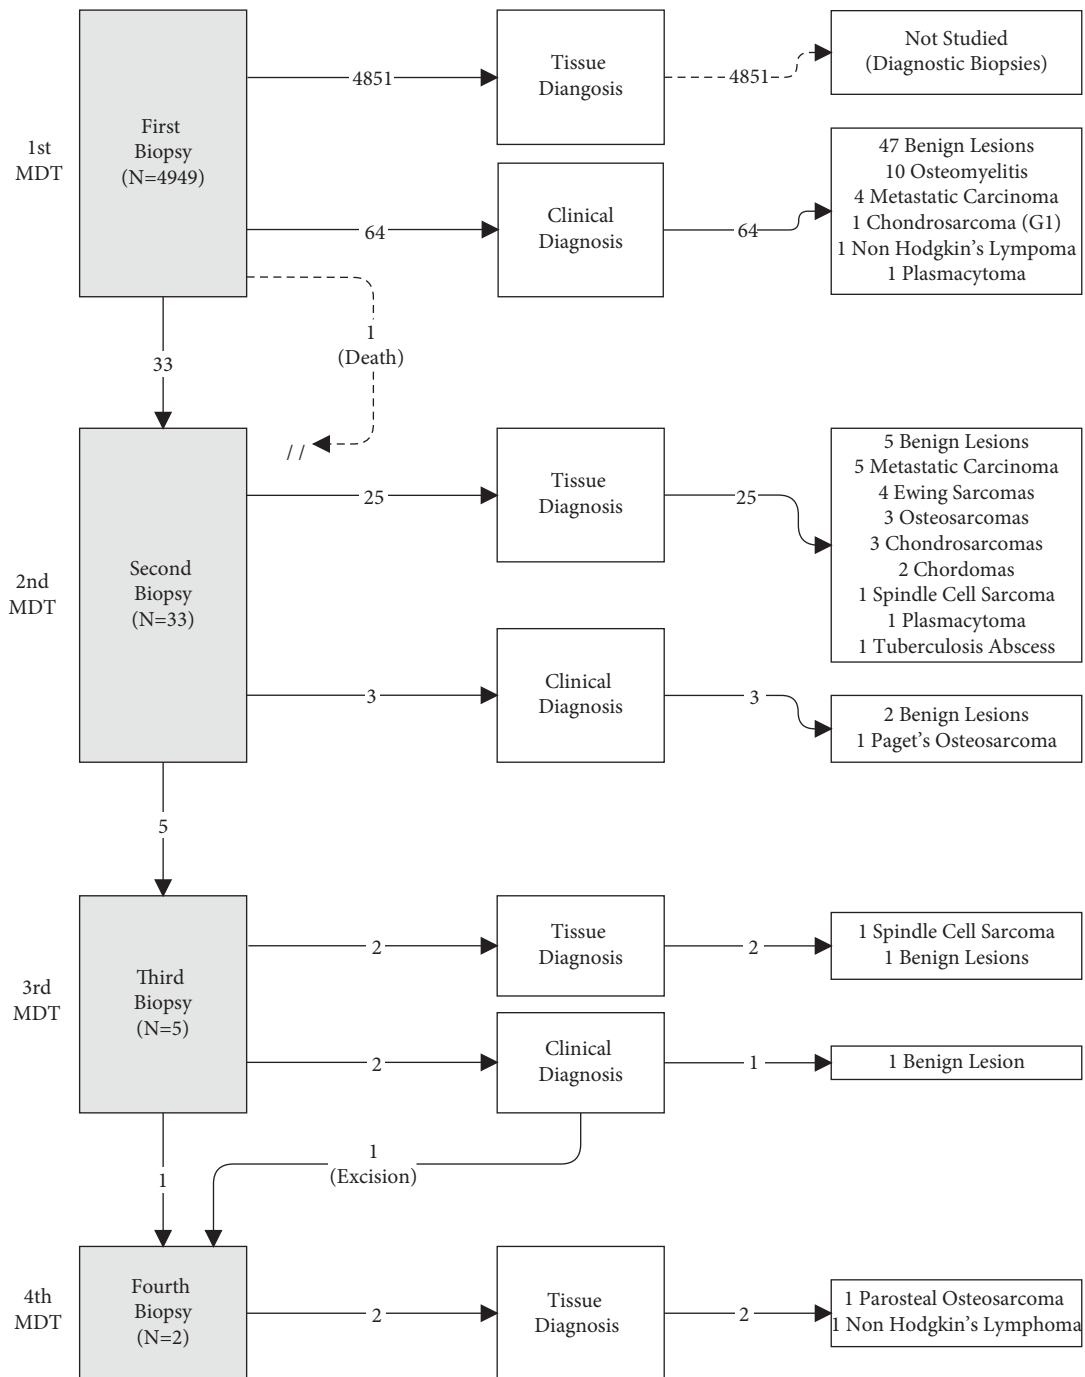 1st
MDT
First
Biopsy
(N=4949)
4851
Tissue
Diangosis
4851
Not Studied
(Diagnostic Biopsies)
64
Clinical
Diagnosis
64
47 Benign Lesions
10 Osteomyelitis
4 Metastatic Carcinoma
1 Chondrosarcoma (G1)
1 Non Hodgkin's Lympoma
1 Plasmacytoma
1
(Death)
33
//
2nd
MDT
Second
Biopsy
(N=33)
25
Tissue
Diagnosis
25
5 Benign Lesions
5 Metastatic Carcinoma
4 Ewing Sarcomas
3 Osteosarcomas
3 Chondrosarcomas
2 Chordomas
1 Spindle Cell Sarcoma
1 Plasmacytoma
1 Tuberculosis Abscess
3
Clinical
Diagnosis
3
2 Benign Lesions
1 Paget's Osteosarcoma
5
3rd
MDT
Third
Biopsy
(N=5)
2
Tissue
Diagnosis
2
1 Spindle Cell Sarcoma
1 Benign Lesions
2
Clinical
Diagnosis
1
1 Benign Lesion
1
(Excision)
1
4th
MDT
Fourth
Biopsy
(N=2)
2
Tissue
Diagnosis
2
1 Parosteal Osteosarcoma
1 Non Hodgkin's Lymphoma